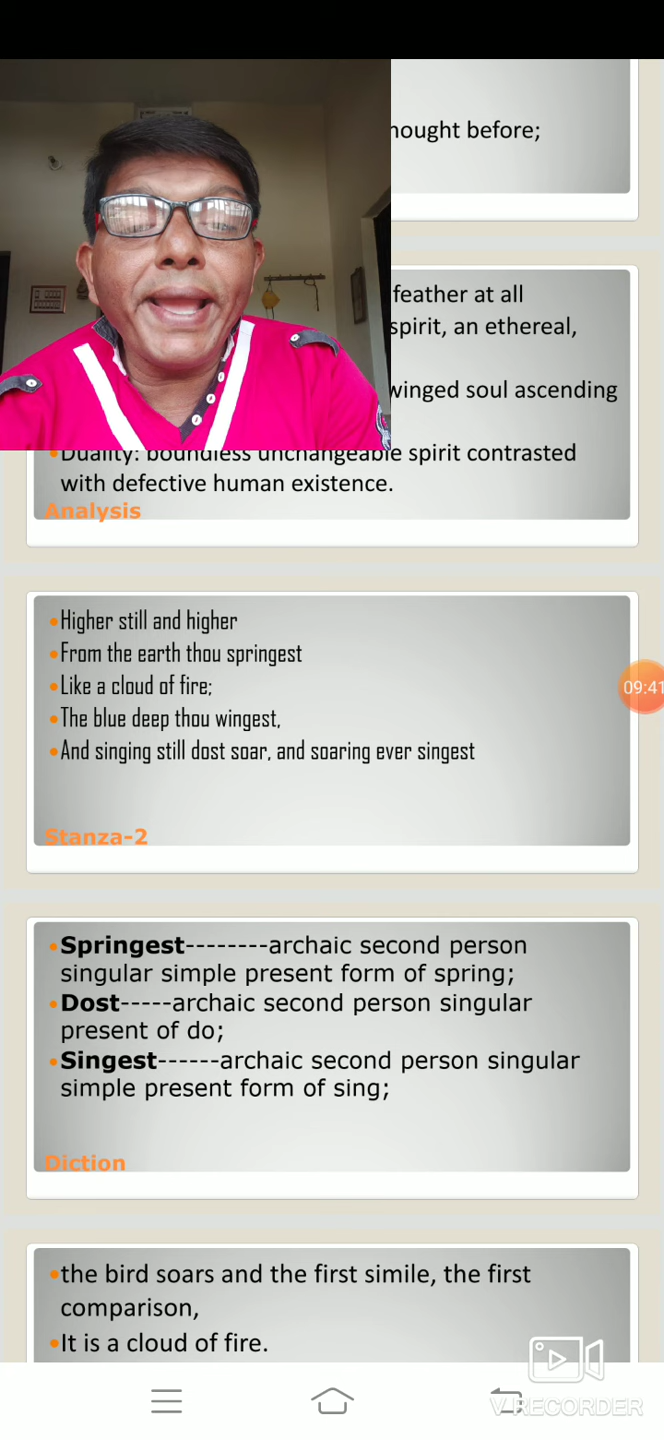 hought before;
feather at all
spirit, an ethereal,
winged soul ascending
•Duality: boundless unchangeable spirit contrasted
with defective human existence.
Analysis
•Higher still and higher
•From the earth thou springest
•Like a cloud of fire;
•The blue deep thou wingest,
•And singing still dost soar, and soaring ever singest
09:41
Stanza-2
•Springest--------archaic second person
singular simple present form of spring;
•Dost-----archaic second person singular
present of do;
•Singest------archaic second person singular
simple present form of sing;
Diction
•the bird soars and the first simile, the first
comparison,
•It is a cloud of fire.
V RECORDER